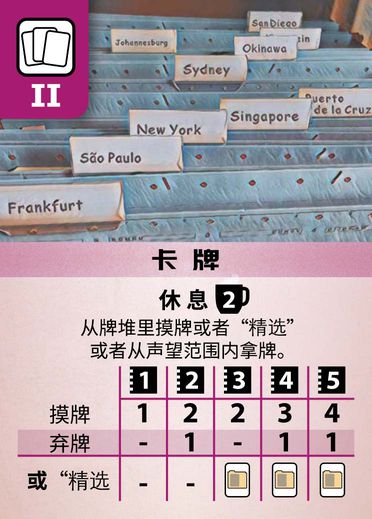 II
San Diego
Johannesburg
Okinawa
Sydney
Puerto
de la Cruz
Singapore
New York
São Paulo
Frankfurt
卡牌
休息 2
从牌堆里摸牌或者“精选”
或者从声望范围内拿牌。
1 2 3 4 5
摸牌 1 2 2 3 4
弃牌 - 1 - 1 1
或“精选 - -